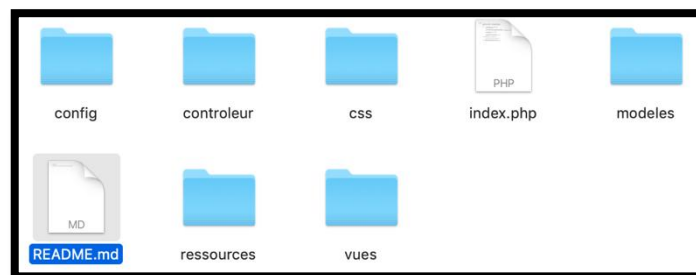 PHP
config controleur css index.php modeles
MD
README.md ressources vues